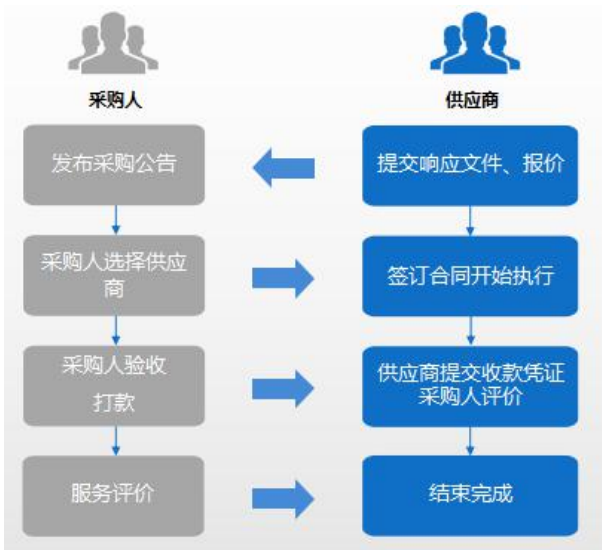 采购人
供应商
发布采购公告
提交响应文件、报价
采购人选择供应
商
签订合同开始执行
采购人验收
打款
供应商提交收款凭证
采购人评价
服务评价
结束完成